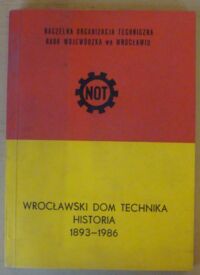 NACZELNA ORGANIZACJA TECHNICZNA
RADA WOJEWÓDZKA we WROCŁAWIU
NOT
WROCŁAWSKI DOM TECHNIKA
HISTORIA
1893-1986